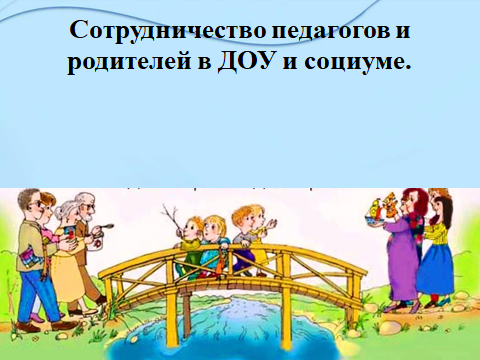 Сотрудничество педагогов и
родителей в ДОУ и социуме.